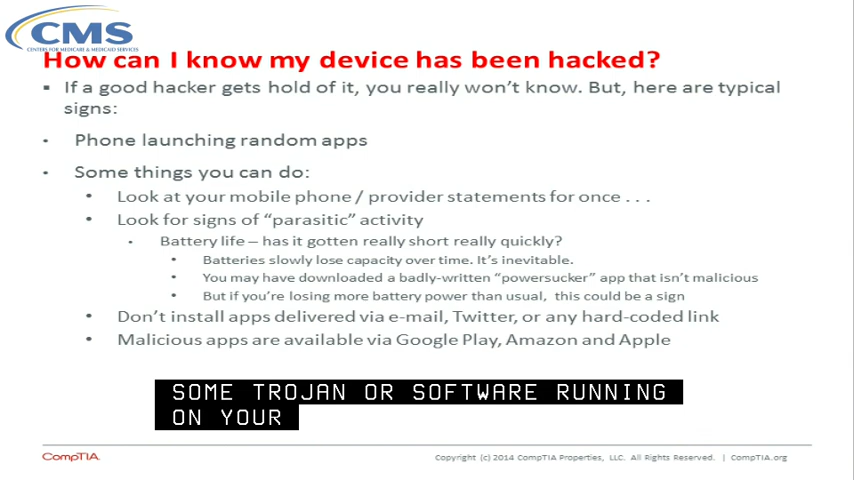 CMS
CENTERS FOR MEDICARE & MEDICAID SERVICES
How can I know my device has been hacked?
If a good hacker gets hold of it, you really won't know. But, here are typical
signs:
Phone launching random apps
Some things you can do:
Look at your mobile phone / provider statements for once . . .
Look for signs of "parasitic" activity
Battery life – has it gotten really short really quickly?
Batteries slowly lose capacity over time. It's inevitable.
You may have downloaded a badly-written "powersucker" app that isn't malicious
But if you're losing more battery power than usual, this could be a sign
Don't install apps delivered via e-mail, Twitter, or any hard-coded link
Malicious apps are available via Google Play, Amazon and Apple
SOME TROJAN OR SOFTWARE RUNNING
ON YOUR
CompTIA.
Copyright (c) 2014 CompTIA Properties, LLC. All Rights Reserved. | CompTIA.org